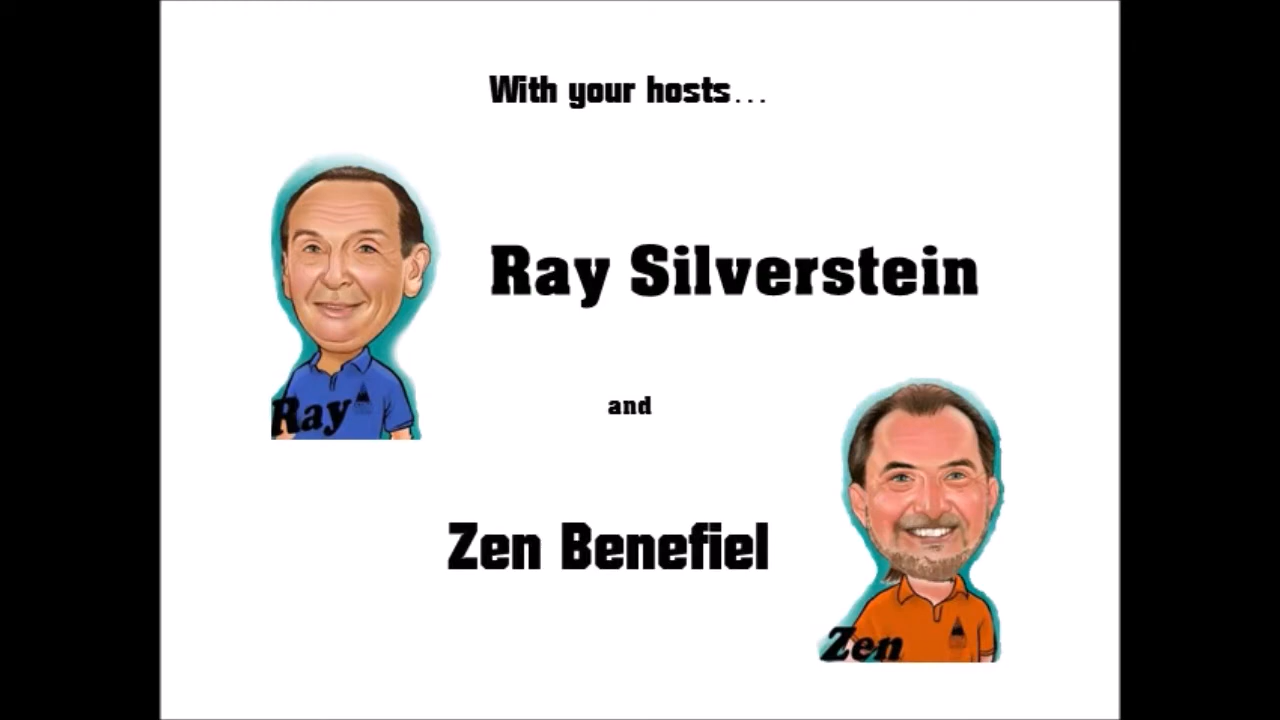 With your hosts...
Ray Silverstein
Ray
and
Zen Benefiel
Zen